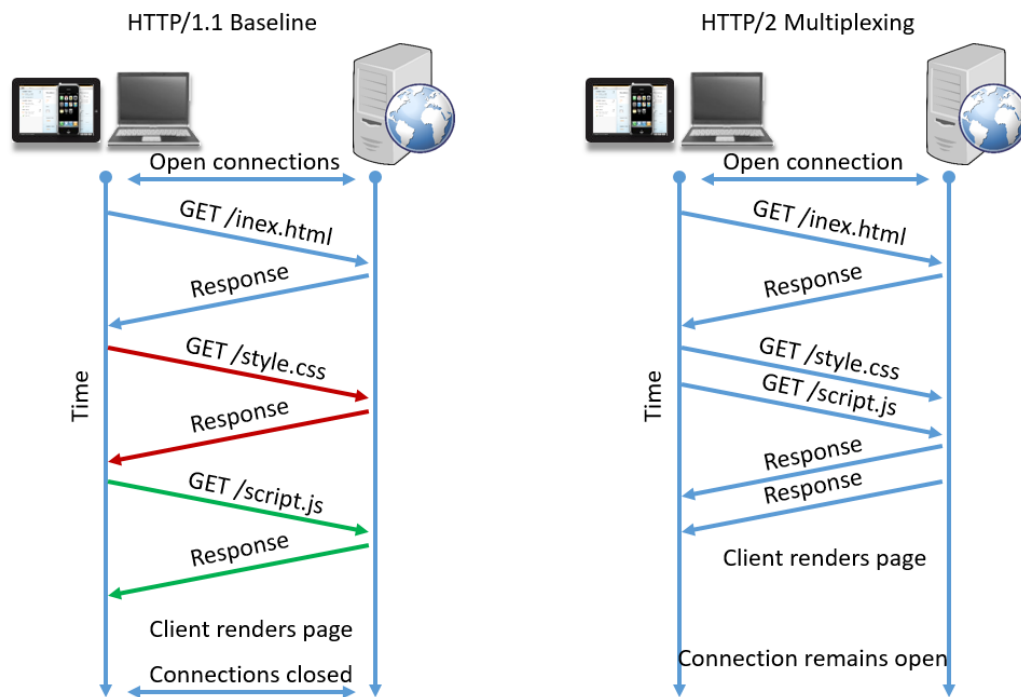 HTTP/1.1 Baseline
Open connections
GET /inex.html
Response
GET /style.css
Response
GET /script.js
Response
Time
Client renders page
Connections closed
HTTP/2 Multiplexing
Open connection
GET /inex.html
Response
GET /style.css
GET /script.js
Response
Response
Time
Client renders page
Connection remains open